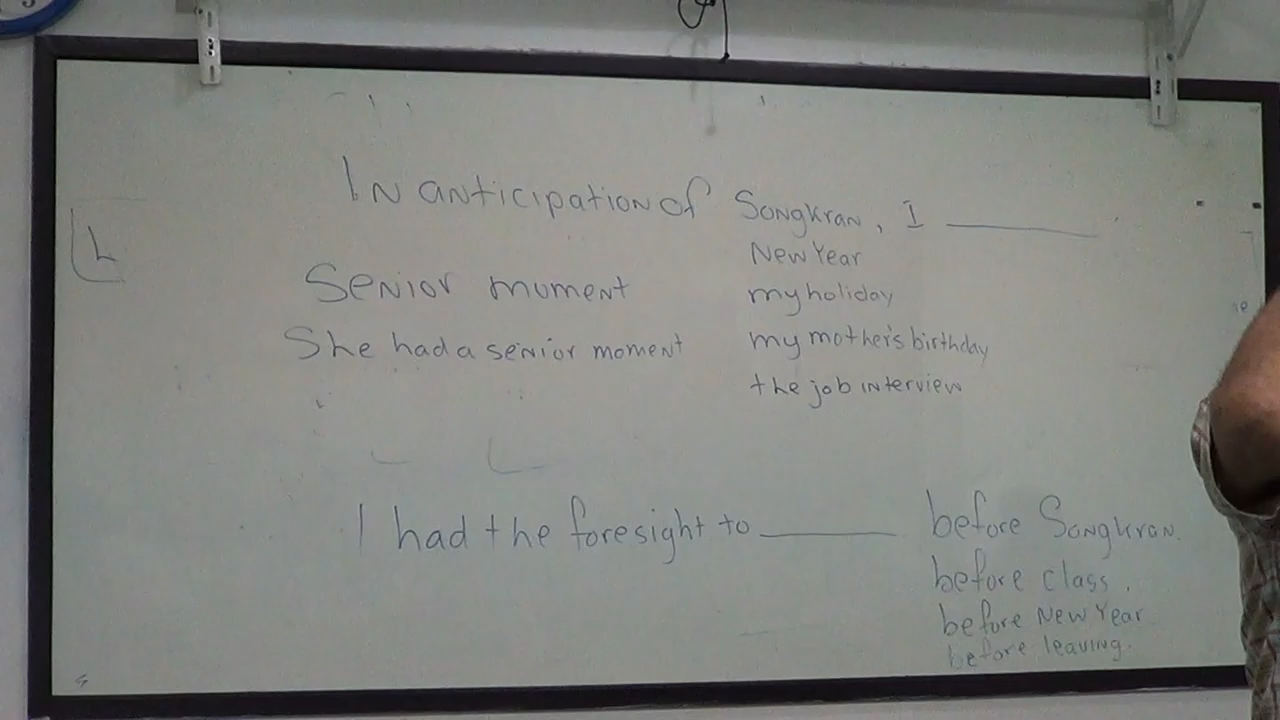 In anticipation of Songkran, I ______
New Year
my holiday
my mother's birthday
the job interview
Senior moment
She had a senior moment
I had the foresight to ______ before Songkran.
before class.
before New Year
before leaving.